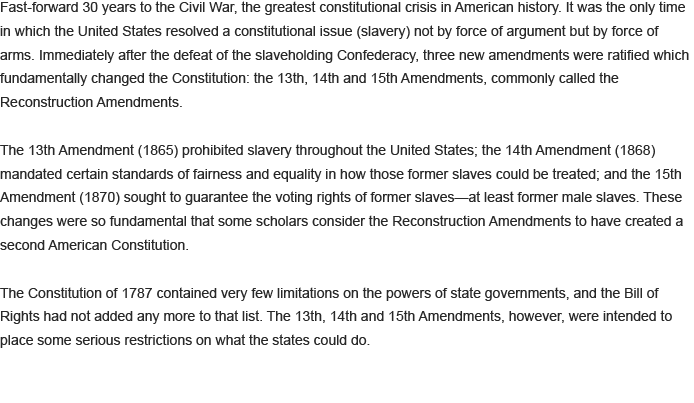 Fast-forward 30 years to the Civil War, the greatest constitutional crisis in American history. It was the only time
in which the United States resolved a constitutional issue (slavery) not by force of argument but by force of
arms. Immediately after the defeat of the slaveholding Confederacy, three new amendments were ratified which
fundamentally changed the Constitution: the 13th, 14th and 15th Amendments, commonly called the
Reconstruction Amendments.

The 13th Amendment (1865) prohibited slavery throughout the United States; the 14th Amendment (1868)
mandated certain standards of fairness and equality in how those former slaves could be treated; and the 15th
Amendment (1870) sought to guarantee the voting rights of former slaves—at least former male slaves. These
changes were so fundamental that some scholars consider the Reconstruction Amendments to have created a
second American Constitution.

The Constitution of 1787 contained very few limitations on the powers of state governments, and the Bill of
Rights had not added any more to that list. The 13th, 14th and 15th Amendments, however, were intended to
place some serious restrictions on what the states could do.